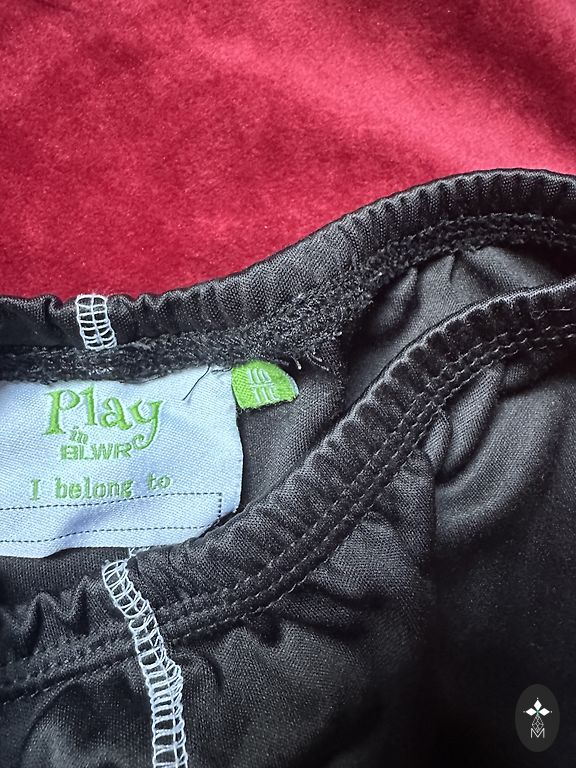 Play
in
BLWR
I belong to